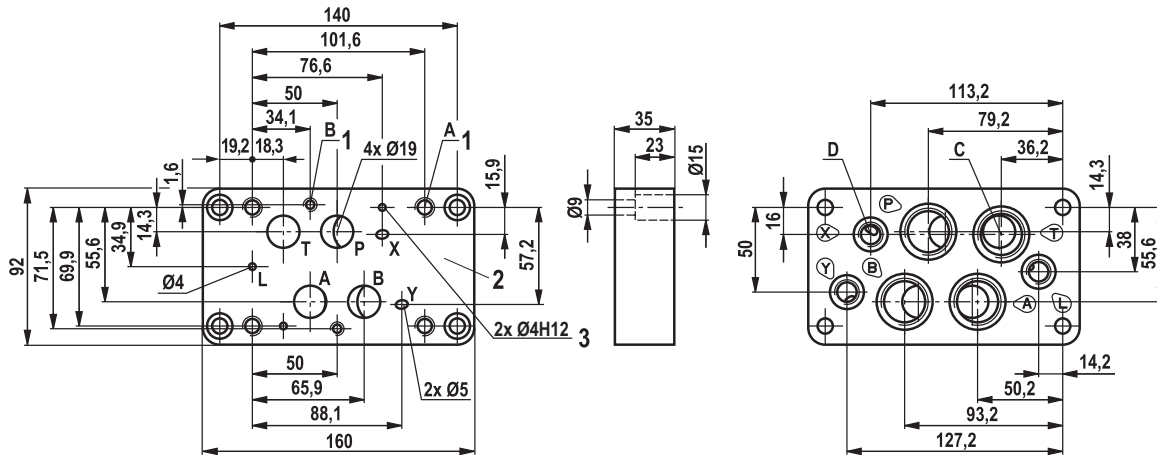 140
101,6
76,6
50
34,1
19,2 18,3
B 1
4x Ø19
A 1
1,6
15,9
14,3
34,9
55,6
69,9
71,5
92
57,2
T P X
Ø4
L
2
A B Y
2x Ø4H12
3
2x Ø5
50
65,9
88,1
160
35
23
Ø15
Ø9
113,2
79,2
36,2
D C
14,3
16
50
38
55,6
P
X T
Y B
A L
14,2
50,2
93,2
127,2